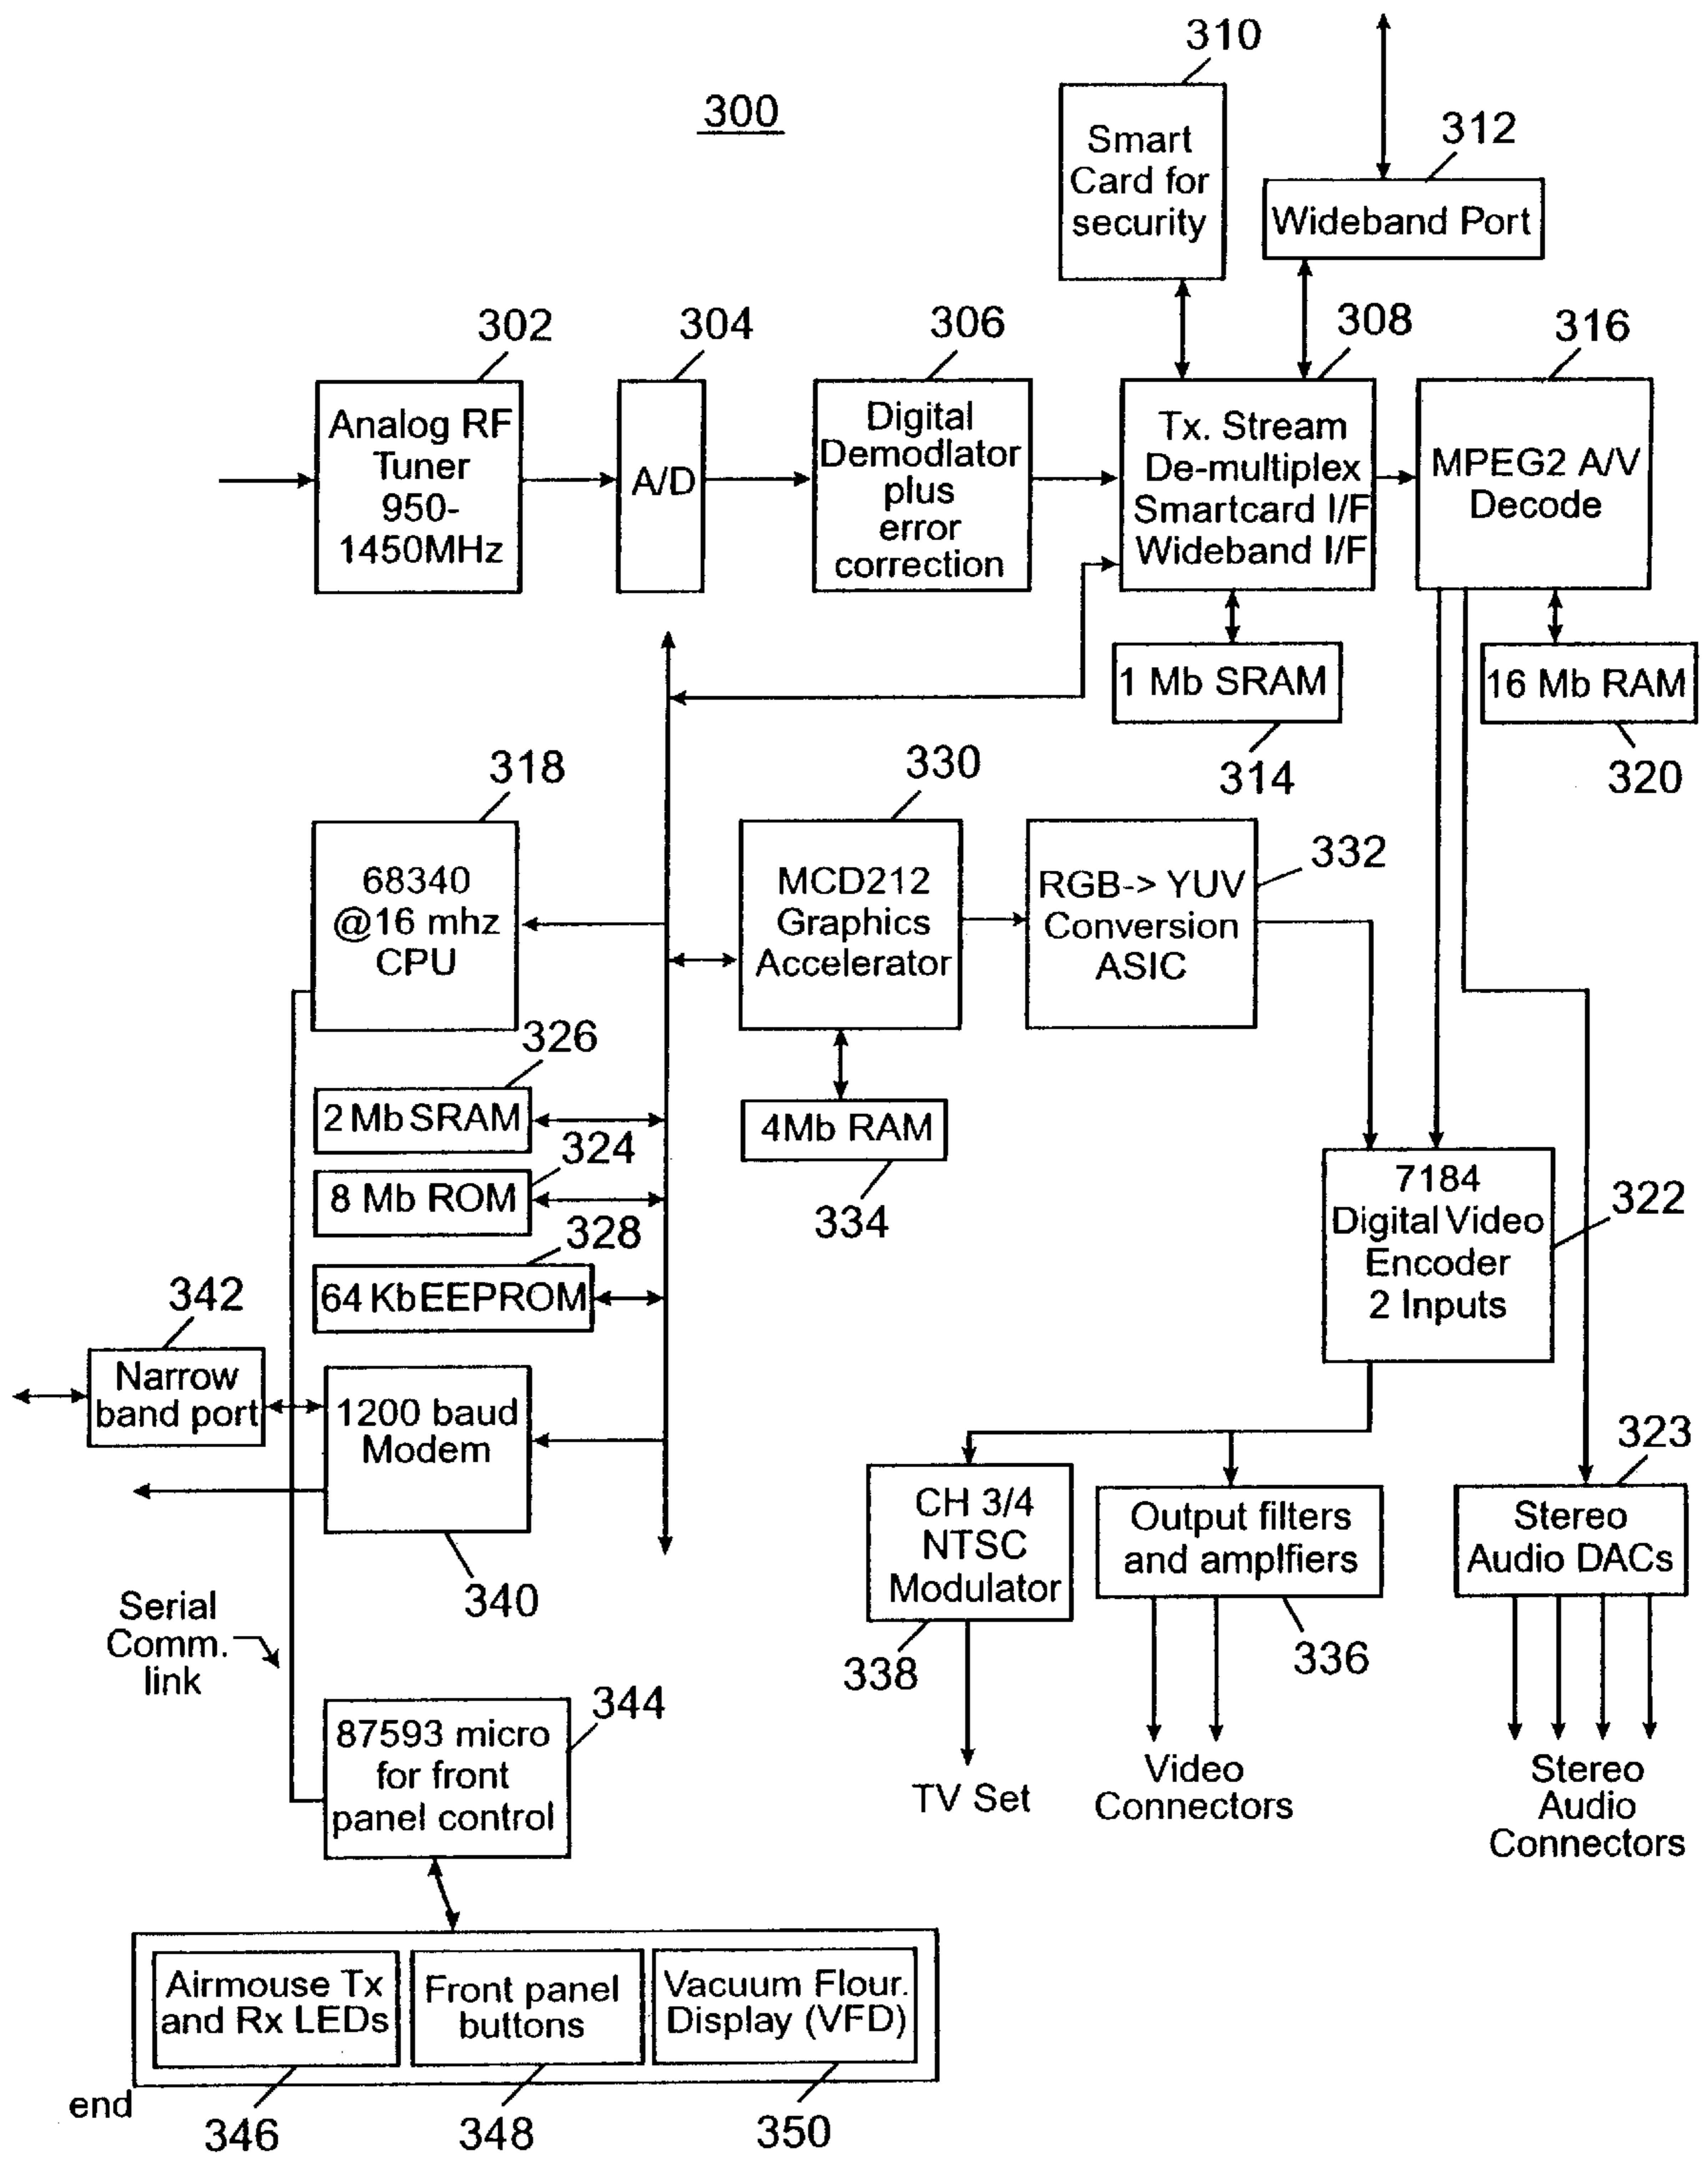 300
310
Smart
Card for
security
312
Wideband Port
302
Analog RF
Tuner
950-
1450MHz
304
A/D
306
Digital
Demodlator
plus
error
correction
308
Tx. Stream
De-multiplex
Smartcard I/F
Wideband I/F
316
MPEG2 A/V
Decode
1 Mb SRAM
314
16 Mb RAM
320
318
68340
@16 mhz
CPU
330
MCD212
Graphics
Accelerator
332
RGB-> YUV
Conversion
ASIC
326
2 Mb SRAM
324
8 Mb ROM
328
64 Kb EEPROM
4Mb RAM
334
7184
Digital Video
Encoder
2 Inputs
322
342
Narrow
band port
1200 baud
Modem
340
Serial
Comm.
link
CH 3/4
NTSC
Modulator
338
TV Set
Output filters
and amplfiers
336
Video
Connectors
323
Stereo
Audio DACs
Stereo
Audio
Connectors
344
87593 micro
for front
panel control
Airmouse Tx
and Rx LEDs
Front panel
buttons
Vacuum Flour.
Display (VFD)
end
346
348
350